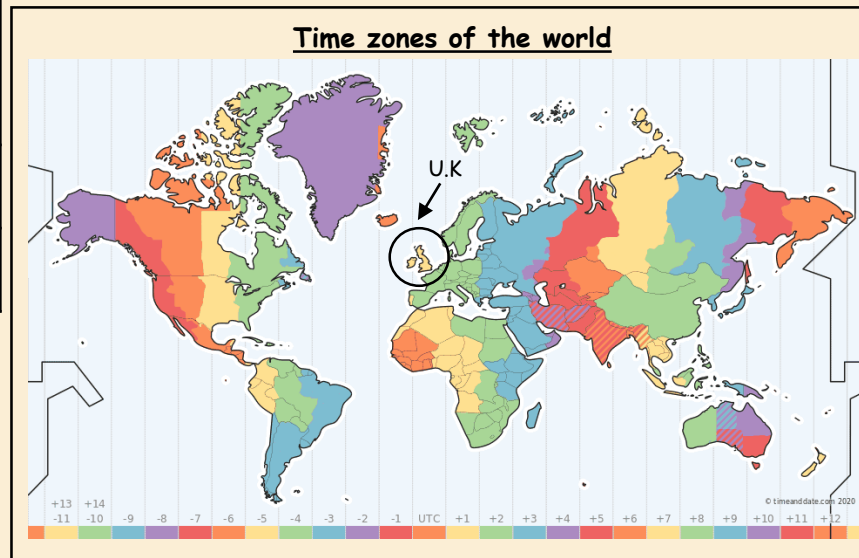 Time zones of the world
U.K
© timeanddate.com 2020
+13 +14
-11 -10 -9 -8 -7 -6 -5 -4 -3 -2 -1 UTC +1 +2 +3 +4 +5 +6 +7 +8 +9 +10 +11 +12